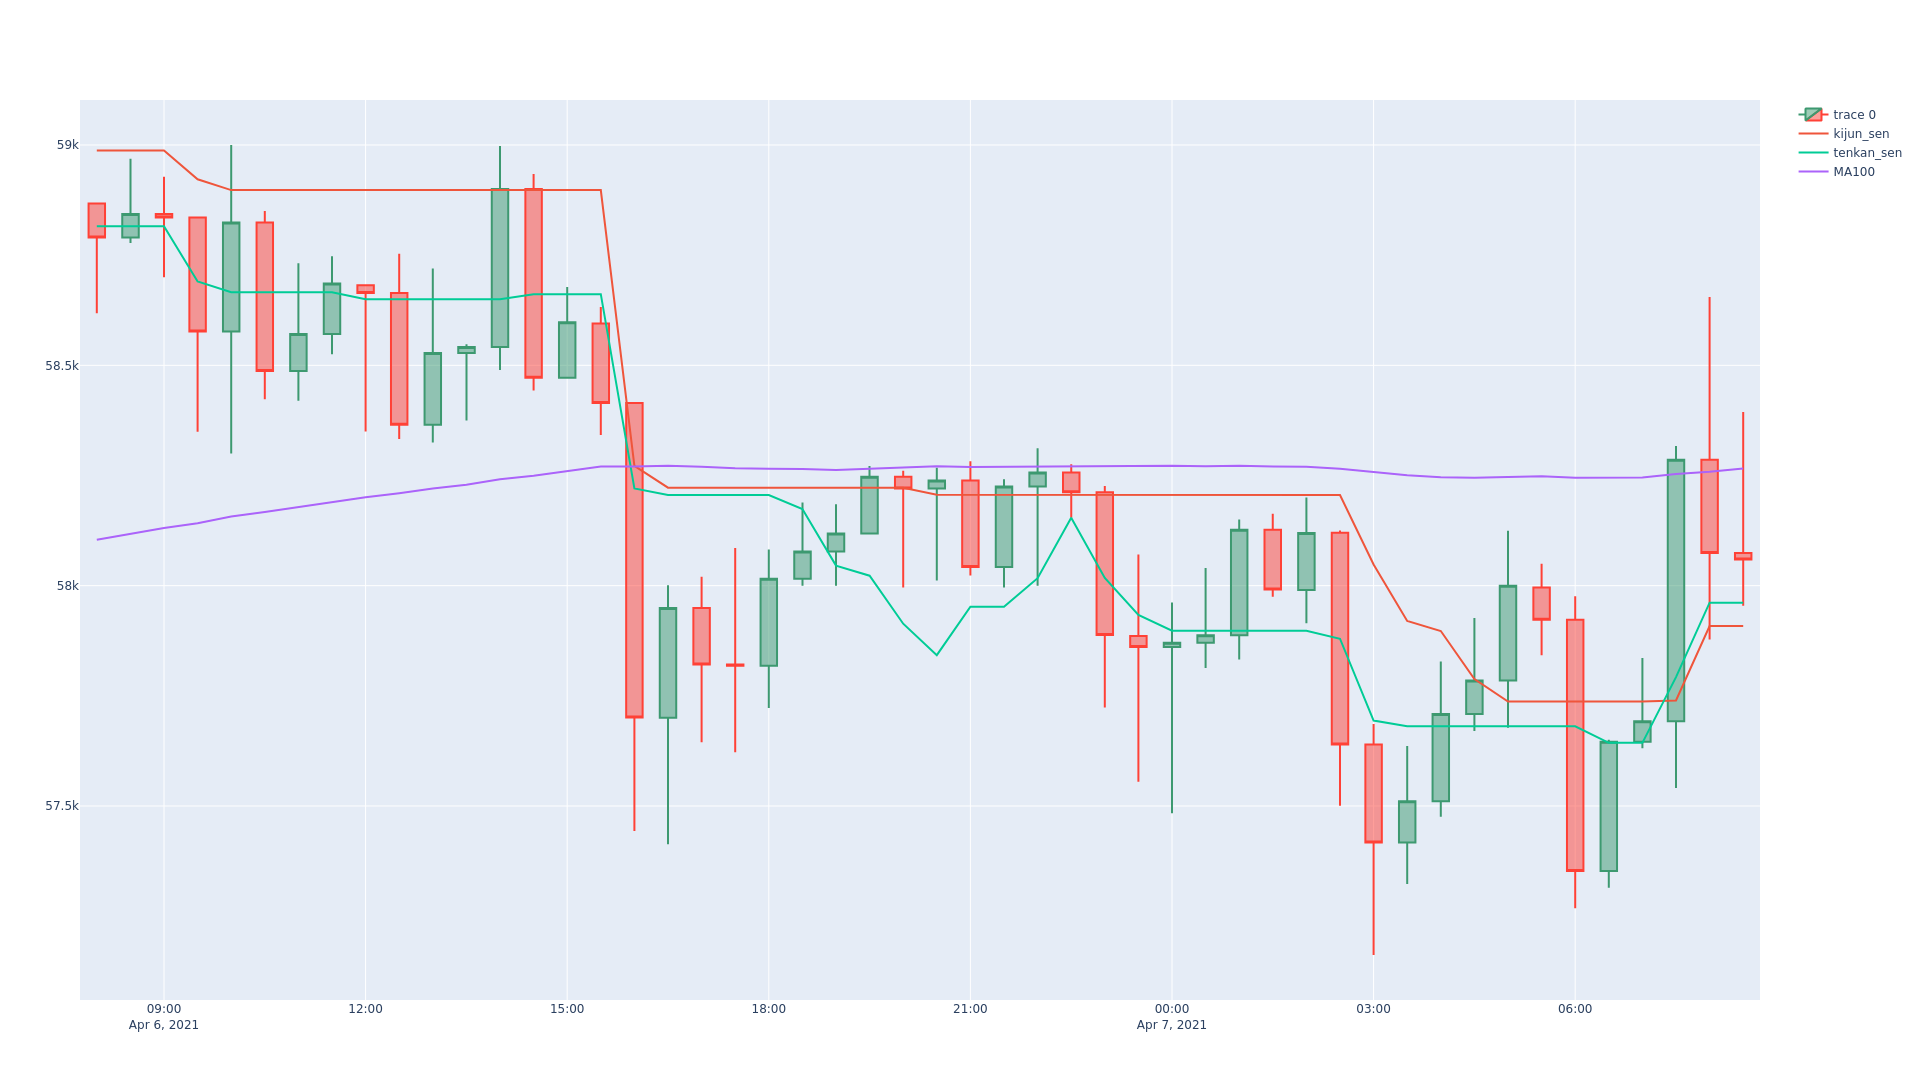 59k
58.5k
58k
57.5k
09:00
Apr 6, 2021
12:00
15:00
18:00
21:00
00:00
Apr 7, 2021
03:00
06:00
trace 0
kijun_sen
tenkan_sen
MA100